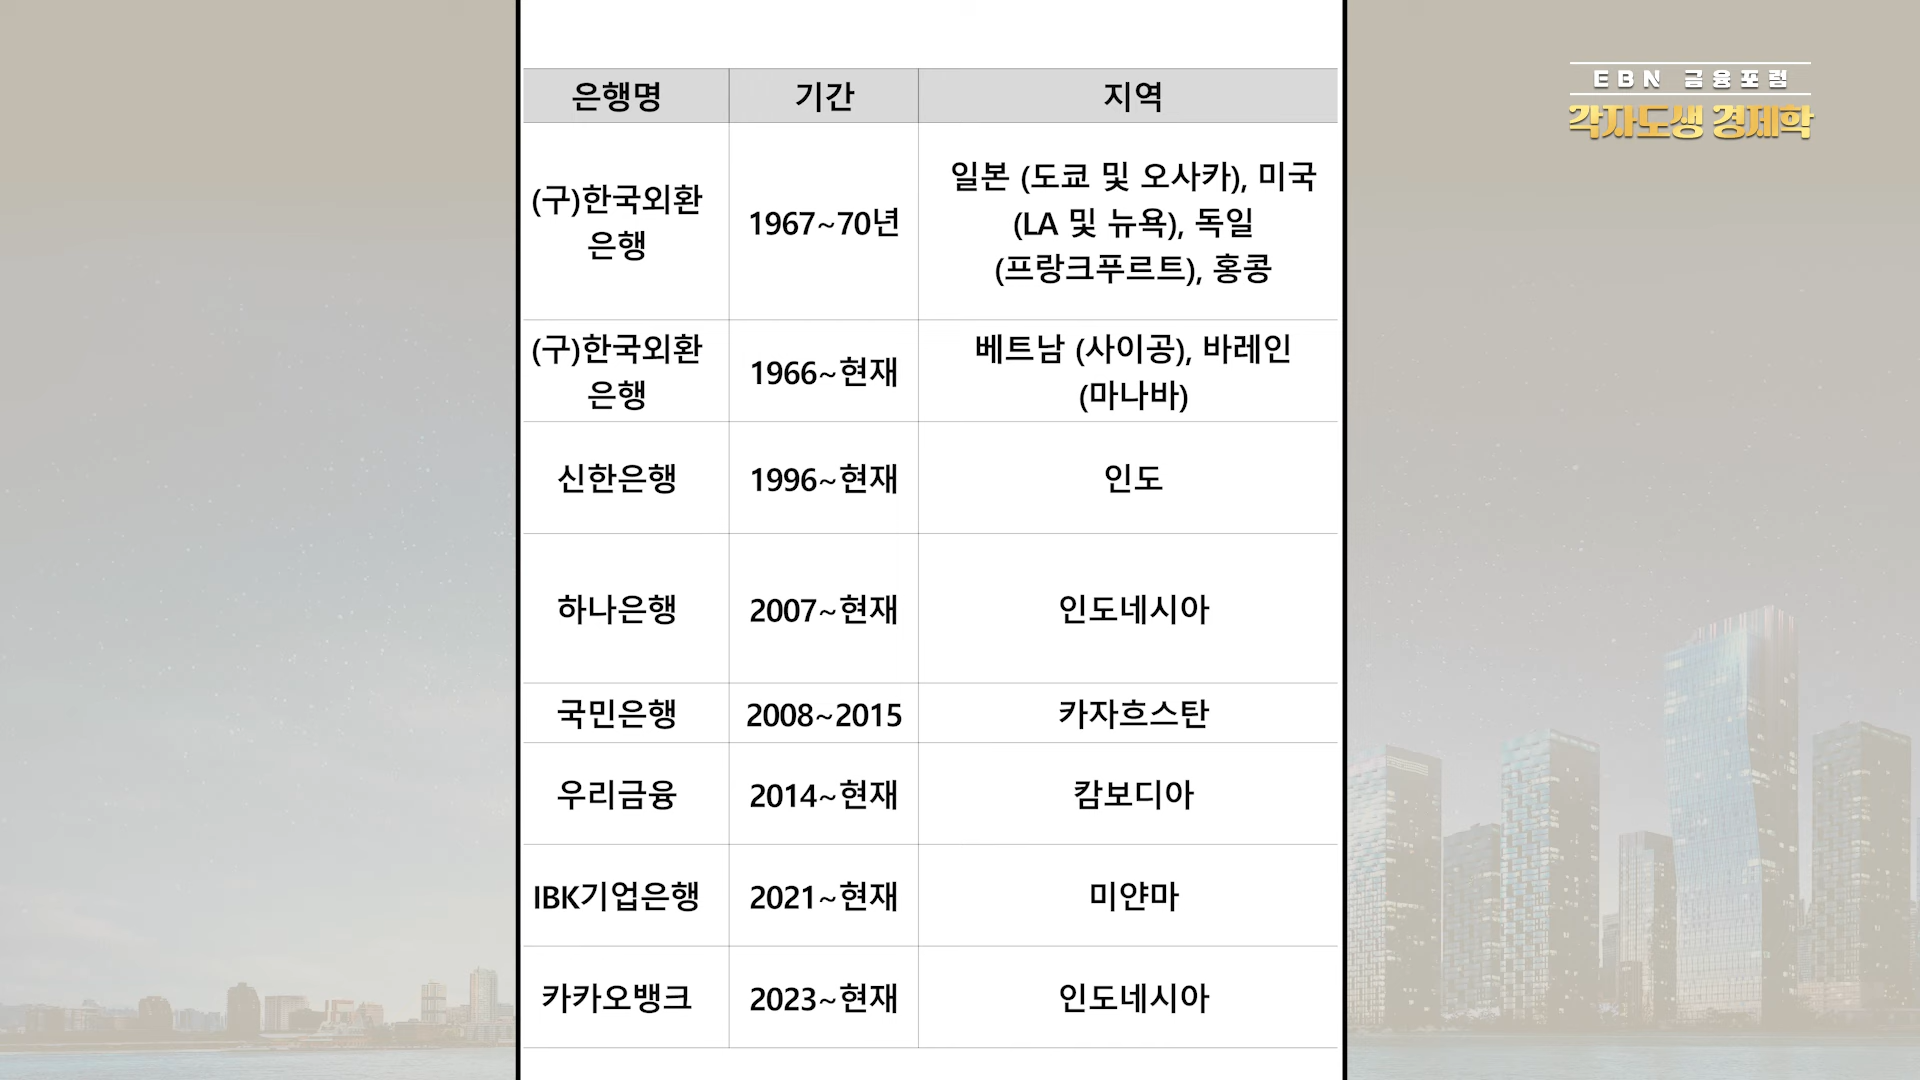 EBN 금융포럼
각자도생 경제학
은행명 기간 지역
(구)한국외환
은행
1967~70년
일본 (도쿄 및 오사카), 미국
(LA 및 뉴욕), 독일
(프랑크푸르트), 홍콩
(구)한국외환
은행
1966~현재
베트남 (사이공), 바레인
(마나바)
신한은행 1996~현재 인도
하나은행 2007~현재 인도네시아
국민은행 2008~2015 카자흐스탄
우리금융 2014~현재 캄보디아
IBK기업은행 2021~현재 미얀마
카카오뱅크 2023~현재 인도네시아